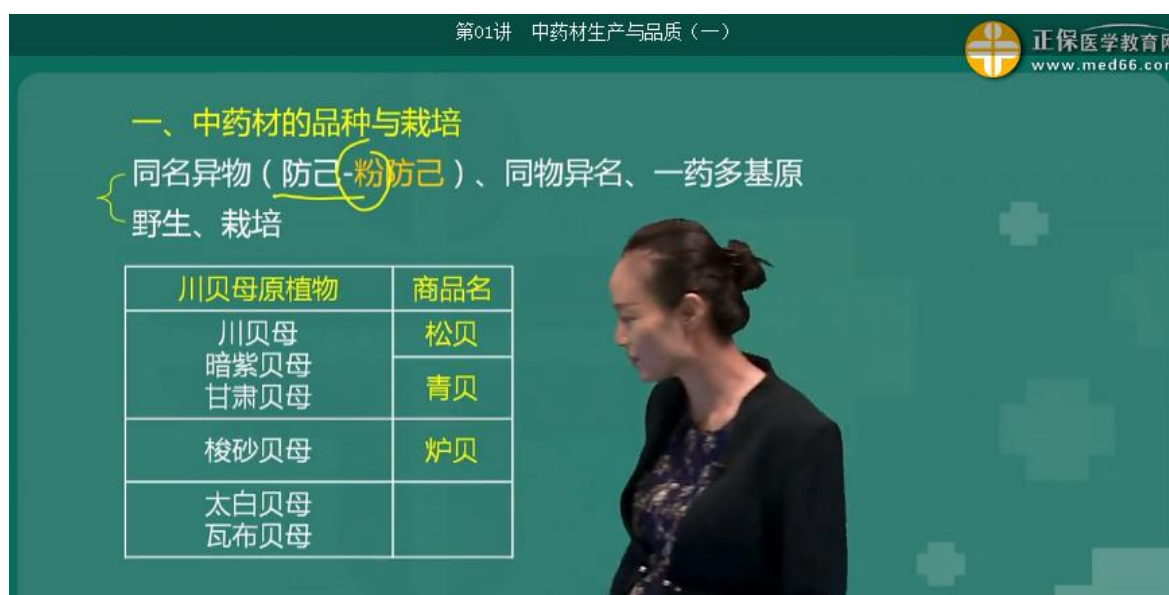 第01讲 中药材生产与品质（一）
正保医学教育网
www.med66.com
一、中药材的品种与栽培
同名异物（防己-粉防己）、同物异名、一药多基原
野生、栽培
川贝母原植物 商品名
川贝母
暗紫贝母
甘肃贝母
松贝
青贝
梭砂贝母 炉贝
太白贝母
瓦布贝母